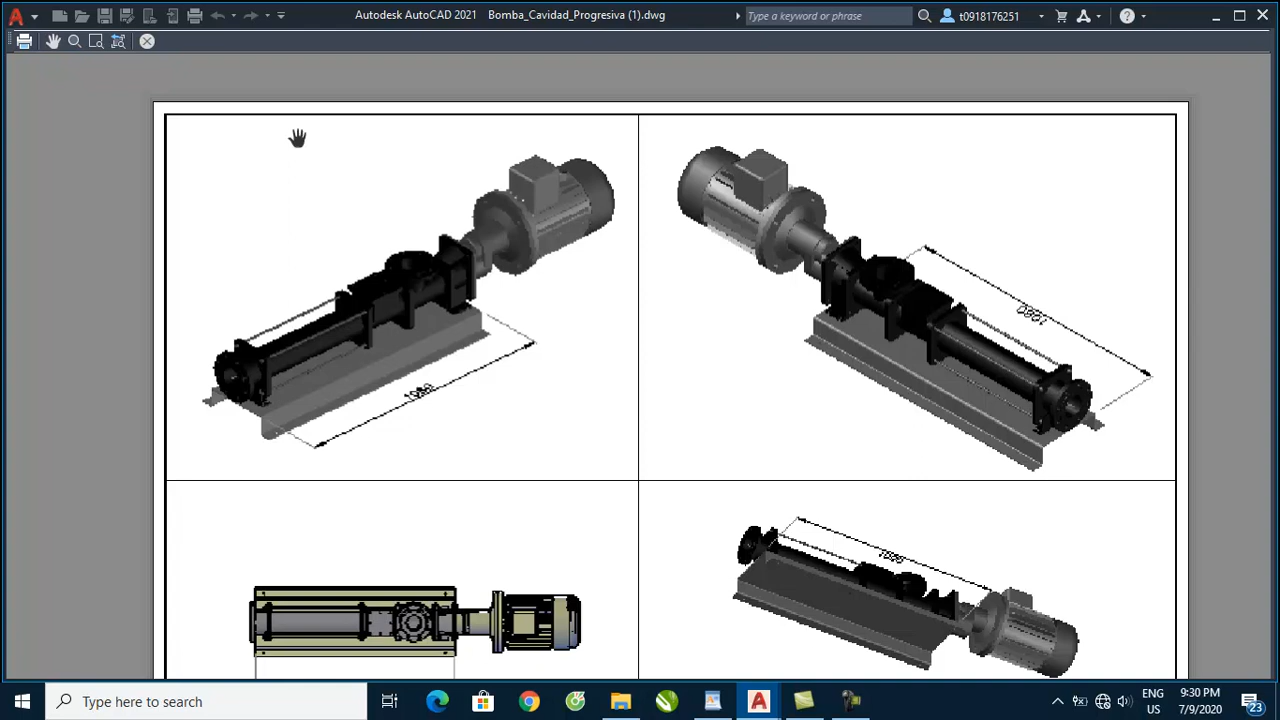 Autodesk AutoCAD 2021 Bomba_Cavidad_Progresiva (1).dwg
Type a keyword or phrase
t0918176251
1080
Type here to search
ENG
US
9:30 PM
7/9/2020
23